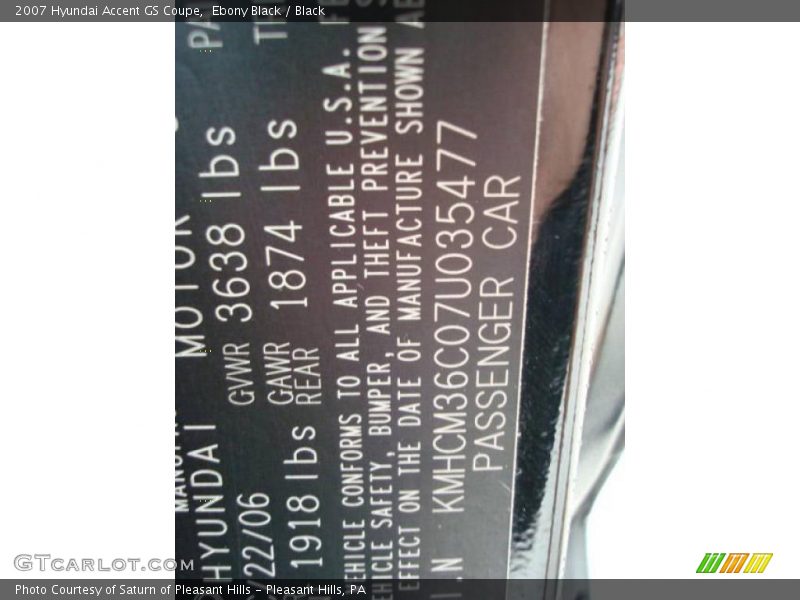 2007 Hyundai Accent GS Coupe, Ebony Black / Black
HYUNDAI MOTOR
22/06 GVWR 3638 lbs
1918 lbs GAWR REAR 1874 lbs
EHICLE CONFORMS TO ALL APPLICABLE U.S.A.
EHICLE SAFETY, BUMPER, AND THEFT PREVENTION
EFFECT ON THE DATE OF MANUFACTURE SHOWN
I.N KMHCM36C07U035477
PASSENGER CAR
GTcarlot.com
Photo Courtesy of Saturn of Pleasant Hills - Pleasant Hills, PA